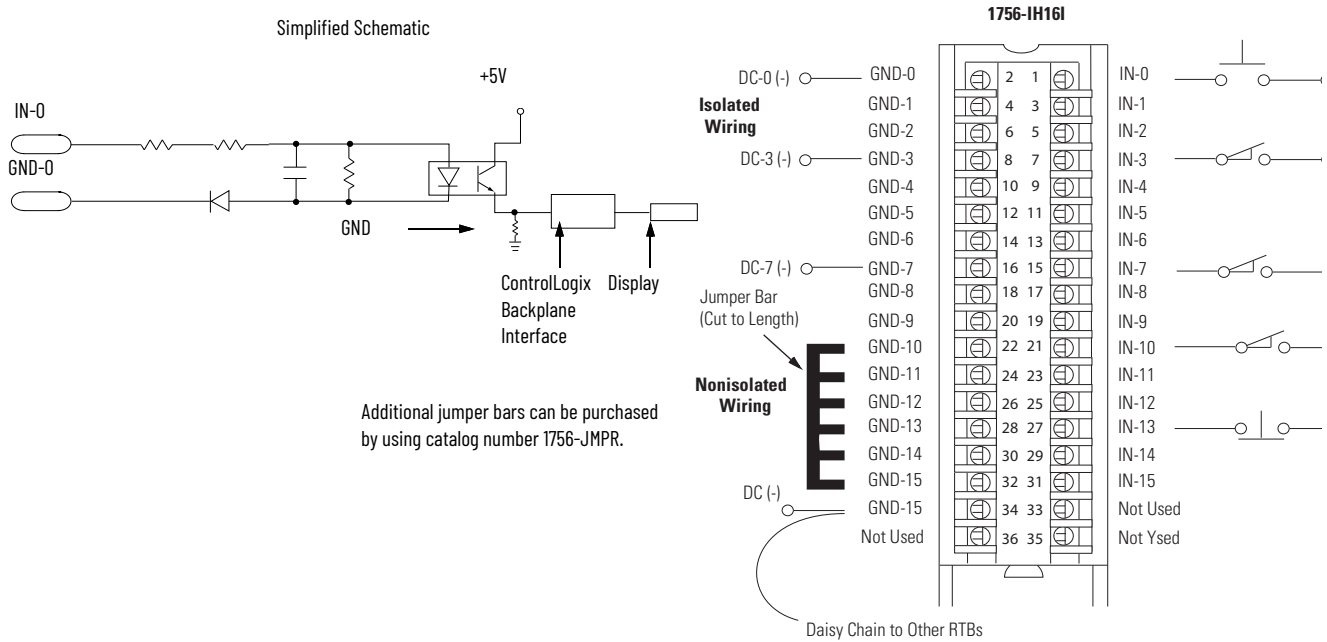 Simplified Schematic
+5V
IN-0
GND-0
GND
ControlLogix
Backplane
Interface
Display
Additional jumper bars can be purchased
by using catalog number 1756-JMPR.
1756-IH16I
DC-0 (-) GND-0 2 1 IN-0
Isolated
Wiring
GND-1 4 3 IN-1
GND-2 6 5 IN-2
DC-3 (-) GND-3 8 7 IN-3
GND-4 10 9 IN-4
GND-5 12 11 IN-5
GND-6 14 13 IN-6
DC-7 (-) GND-7 16 15 IN-7
Jumper Bar
(Cut to Length)
GND-8 18 17 IN-8
GND-9 20 19 IN-9
GND-10 22 21 IN-10
Nonisolated
Wiring
GND-11 24 23 IN-11
GND-12 26 25 IN-12
GND-13 28 27 IN-13
GND-14 30 29 IN-14
GND-15 32 31 IN-15
DC (-) GND-15 34 33 Not Used
Not Used 36 35 Not Ysed
Daisy Chain to Other RTBs